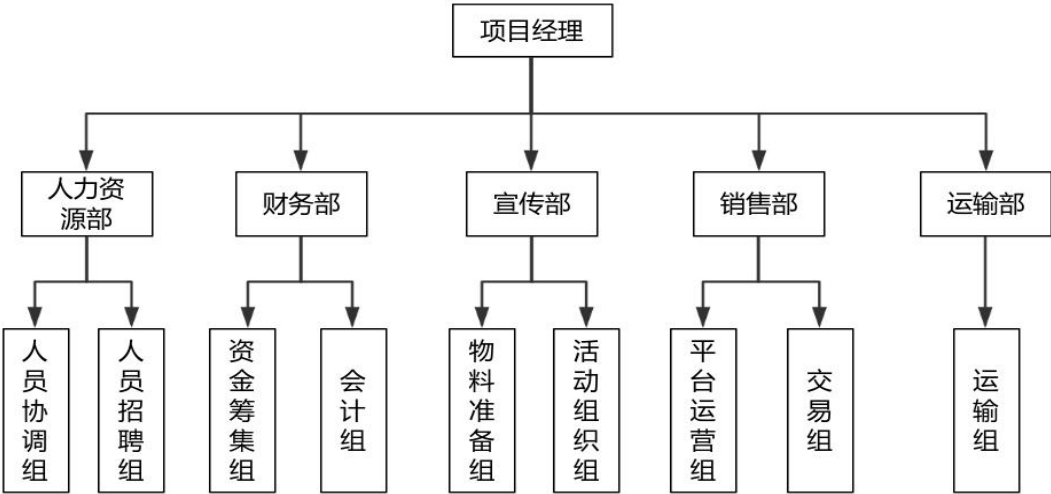 项目经理
人力资
源部
财务部
宣传部
销售部
运输部
人员协调组
人员招聘组
资金筹集组
会计组
物料准备组
活动组织组
平台运营组
交易组
运输组